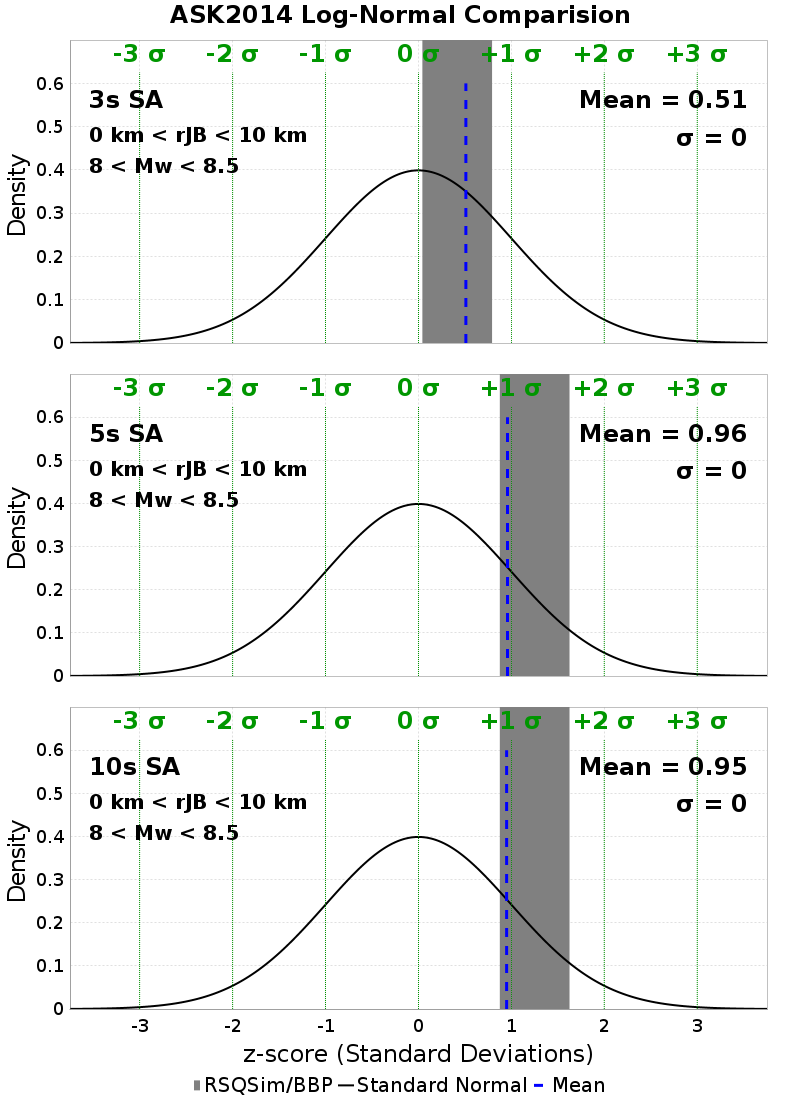 ASK2014 Log-Normal Comparision
-3 σ -2 σ -1 σ 0 σ +1 σ +2 σ +3 σ
3s SA
0 km < rJB < 10 km
8 < Mw < 8.5
Mean = 0.51
σ = 0
Density
0.6
0.5
0.4
0.3
0.2
0.1
0
-3 σ -2 σ -1 σ 0 σ +1 σ +2 σ +3 σ
5s SA
0 km < rJB < 10 km
8 < Mw < 8.5
Mean = 0.96
σ = 0
Density
0.6
0.5
0.4
0.3
0.2
0.1
0
-3 σ -2 σ -1 σ 0 σ +1 σ +2 σ +3 σ
10s SA
0 km < rJB < 10 km
8 < Mw < 8.5
Mean = 0.95
σ = 0
Density
0.6
0.5
0.4
0.3
0.2
0.1
0
-3 -2 -1 0 1 2 3
z-score (Standard Deviations)
RSQSim/BBP Standard Normal Mean